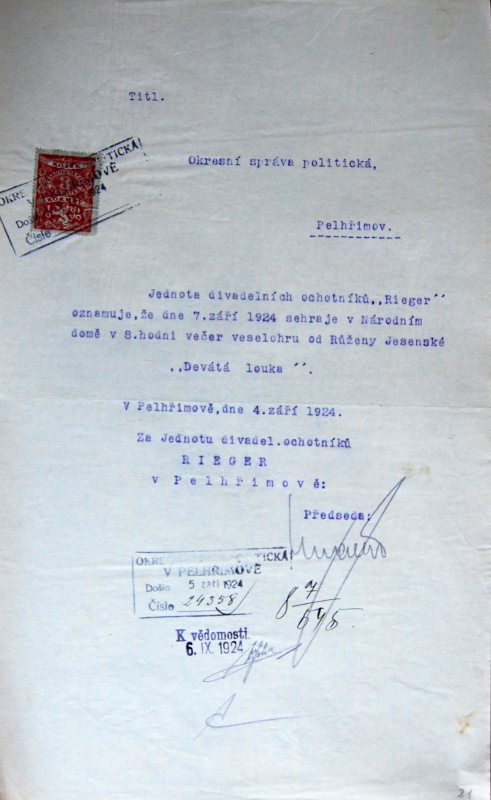 Titl.
Okresní správa politická,
Pelhřimov.
Jednota divadelních ochotníků,,Rieger´´
oznamuje,že dne 7.září 1924 sehraje v Národním
domě v 8.hodni večer veselohru od Růženy Jesenské
,,Devátá louka ´´.
V Pelhřimově,dne 4.září 1924.
Za Jednotu divadel.ochotníků
RIEGER
v Pelhřimově:
Předseda:
V PELHŘIMOVĚ
Došlo 5 září 1924
Číslo 24358
K vědomosti.
6. IX. 1924
21